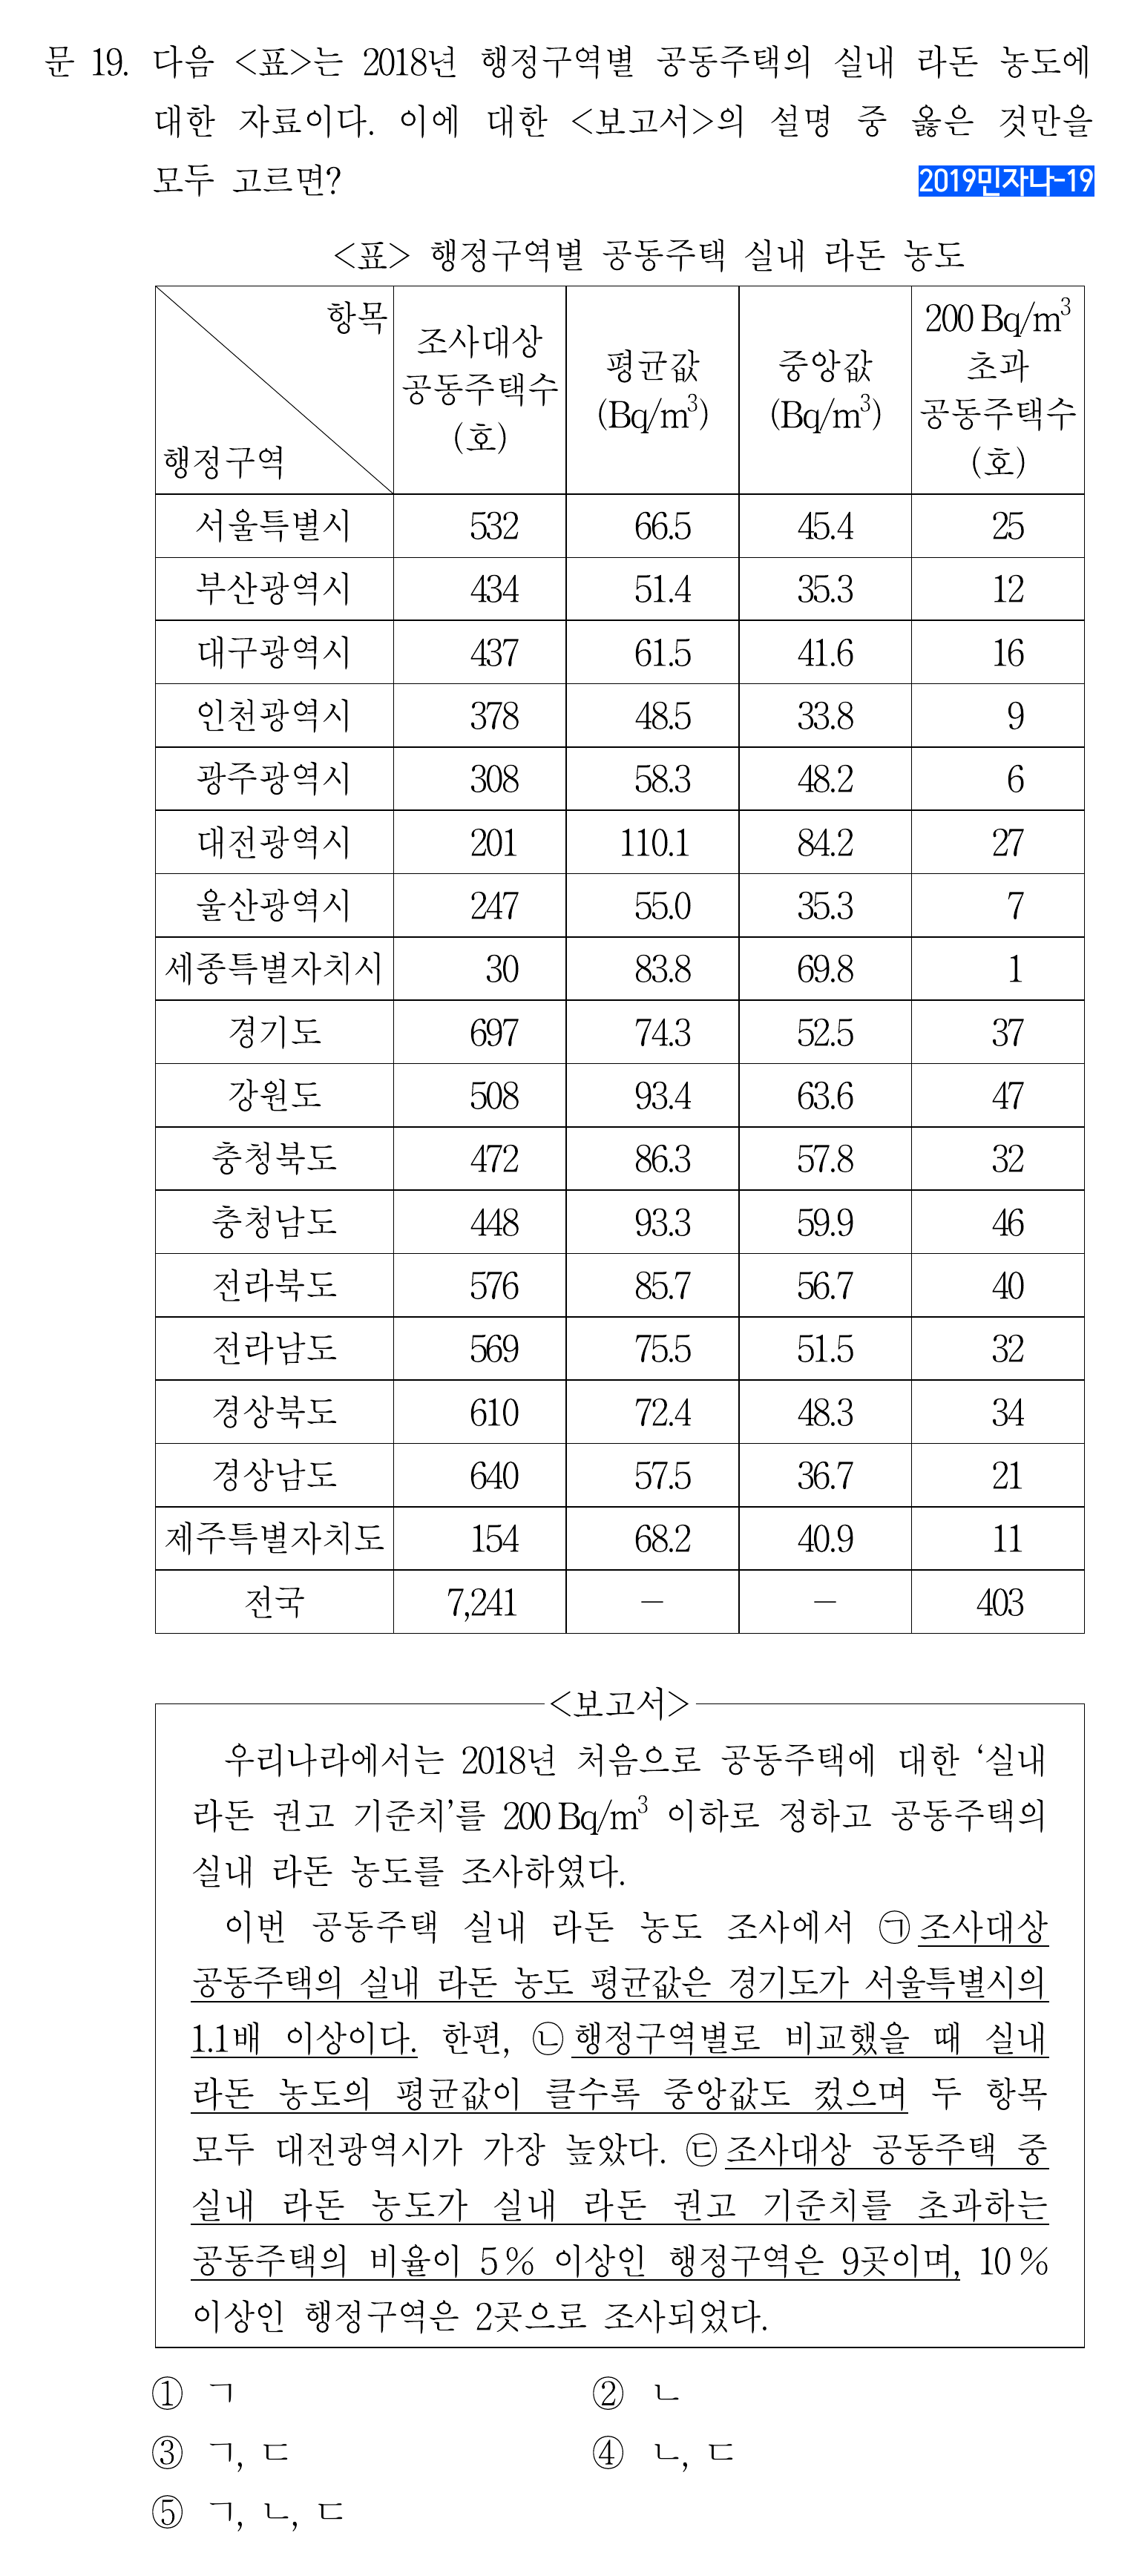 문 19. 다음 <표>는 2018년 행정구역별 공동주택의 실내 라돈 농도에
대한 자료이다. 이에 대한 <보고서>의 설명 중 옳은 것만을
모두 고르면?
2019민자나-19
<표> 행정구역별 공동주택 실내 라돈 농도
항목 행정구역 조사대상 공동주택수 (호) 평균값 (Bq/m³) 중앙값 (Bq/m³) 200 Bq/m³ 초과 공동주택수 (호)
서울특별시 532 66.5 45.4 25
부산광역시 434 51.4 35.3 12
대구광역시 437 61.5 41.6 16
인천광역시 378 48.5 33.8 9
광주광역시 308 58.3 48.2 6
대전광역시 201 110.1 84.2 27
울산광역시 247 55.0 35.3 7
세종특별자치시 30 83.8 69.8 1
경기도 697 74.3 52.5 37
강원도 508 93.4 63.6 47
충청북도 472 86.3 57.8 32
충청남도 448 93.3 59.9 46
전라북도 576 85.7 56.7 40
전라남도 569 75.5 51.5 32
경상북도 610 72.4 48.3 34
경상남도 640 57.5 36.7 21
제주특별자치도 154 68.2 40.9 11
전국 7,241 - - 403
<보고서>
우리나라에서는 2018년 처음으로 공동주택에 대한 ‘실내
라돈 권고 기준치’를 200 Bq/m³ 이하로 정하고 공동주택의
실내 라돈 농도를 조사하였다.
이번 공동주택 실내 라돈 농도 조사에서 ㉠조사대상
공동주택의 실내 라돈 농도 평균값은 경기도가 서울특별시의
1.1배 이상이다. 한편, ㉡행정구역별로 비교했을 때 실내
라돈 농도의 평균값이 클수록 중앙값도 컸으며 두 항목
모두 대전광역시가 가장 높았다. ㉢조사대상 공동주택 중
실내 라돈 농도가 실내 라돈 권고 기준치를 초과하는
공동주택의 비율이 5% 이상인 행정구역은 9곳이며, 10%
이상인 행정구역은 2곳으로 조사되었다.
① ㄱ ② ㄴ
③ ㄱ, ㄷ ④ ㄴ, ㄷ
⑤ ㄱ, ㄴ, ㄷ